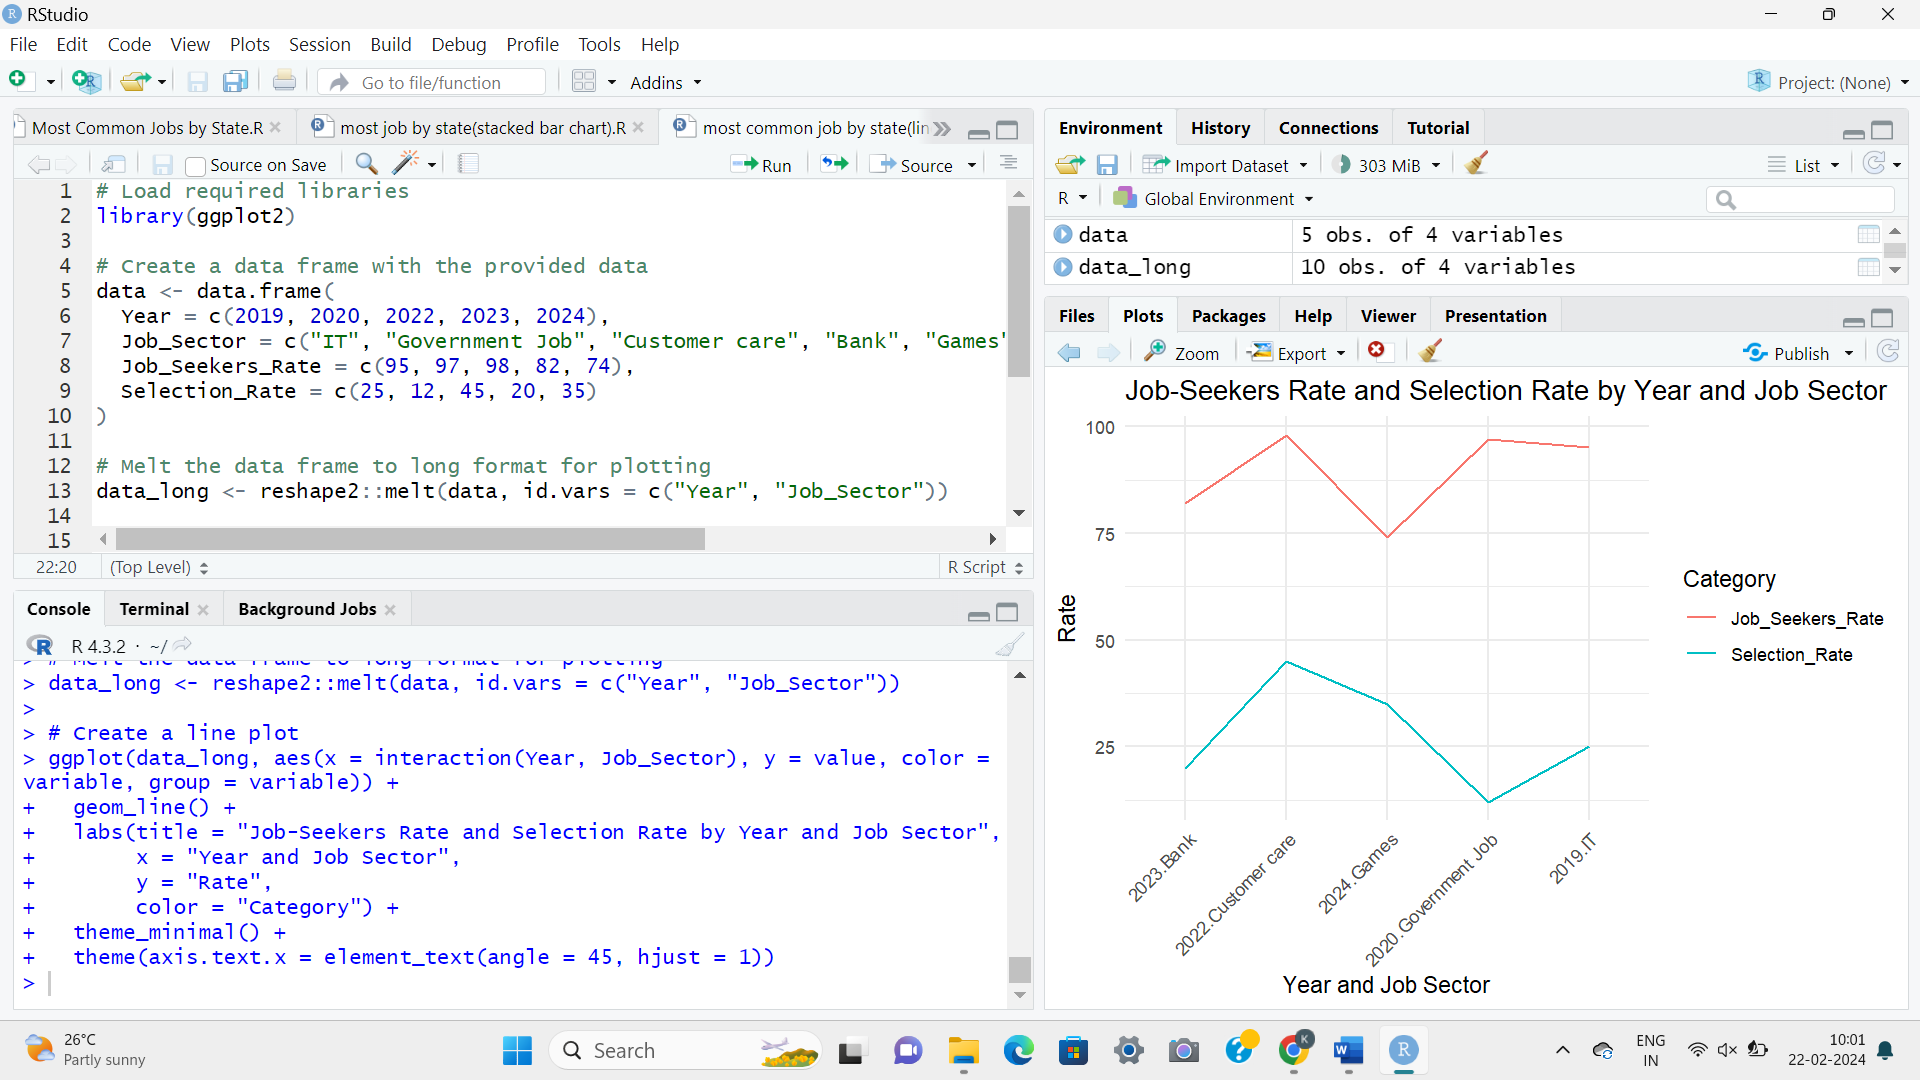 RStudio
File Edit Code View Plots Session Build Debug Profile Tools Help
Go to file/function Addins Project: (None)
Most Common Jobs by State.R most job by state(stacked bar chart).R most common job by state(lin
Source on Save Run Source
1 # Load required libraries
2 library(ggplot2)
3
4 # Create a data frame with the provided data
5 data <- data.frame(
6 Year = c(2019, 2020, 2022, 2023, 2024),
7 Job_Sector = c("IT", "Government Job", "Customer care", "Bank", "Games"
8 Job_Seekers_Rate = c(95, 97, 98, 82, 74),
9 Selection_Rate = c(25, 12, 45, 20, 35)
10 )
11
12 # Melt the data frame to long format for plotting
13 data_long <- reshape2::melt(data, id.vars = c("Year", "Job_Sector"))
14
15
22:20 (Top Level) R Script
Console Terminal Background Jobs
R 4.3.2 · ~/
> # Melt the data frame to long format for plotting
> data_long <- reshape2::melt(data, id.vars = c("Year", "Job_Sector"))
>
> # Create a line plot
> ggplot(data_long, aes(x = interaction(Year, Job_Sector), y = value, color =
variable, group = variable)) +
+ geom_line() +
+ labs(title = "Job-Seekers Rate and Selection Rate by Year and Job Sector",
+ x = "Year and Job Sector",
+ y = "Rate",
+ color = "Category") +
+ theme_minimal() +
+ theme(axis.text.x = element_text(angle = 45, hjust = 1))
>
Environment History Connections Tutorial
Import Dataset 303 MiB List
R Global Environment
data 5 obs. of 4 variables
data_long 10 obs. of 4 variables
Files Plots Packages Help Viewer Presentation
Zoom Export Publish
Job-Seekers Rate and Selection Rate by Year and Job Sector
100
75
50
25
Rate
Category
Job_Seekers_Rate
Selection_Rate
2023.Bank
2022.Customer care
2024.Games
2020.Government Job
2019.IT
Year and Job Sector
26°C
Partly sunny
Search
K
ENG
IN
10:01
22-02-2024